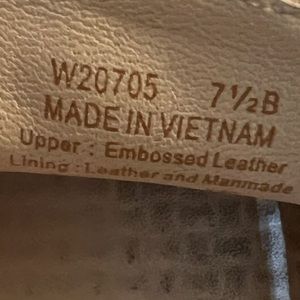 W20705 7½B
MADE IN VIETNAM
Upper : Embossed Leather
Lining : Leather and Manmade